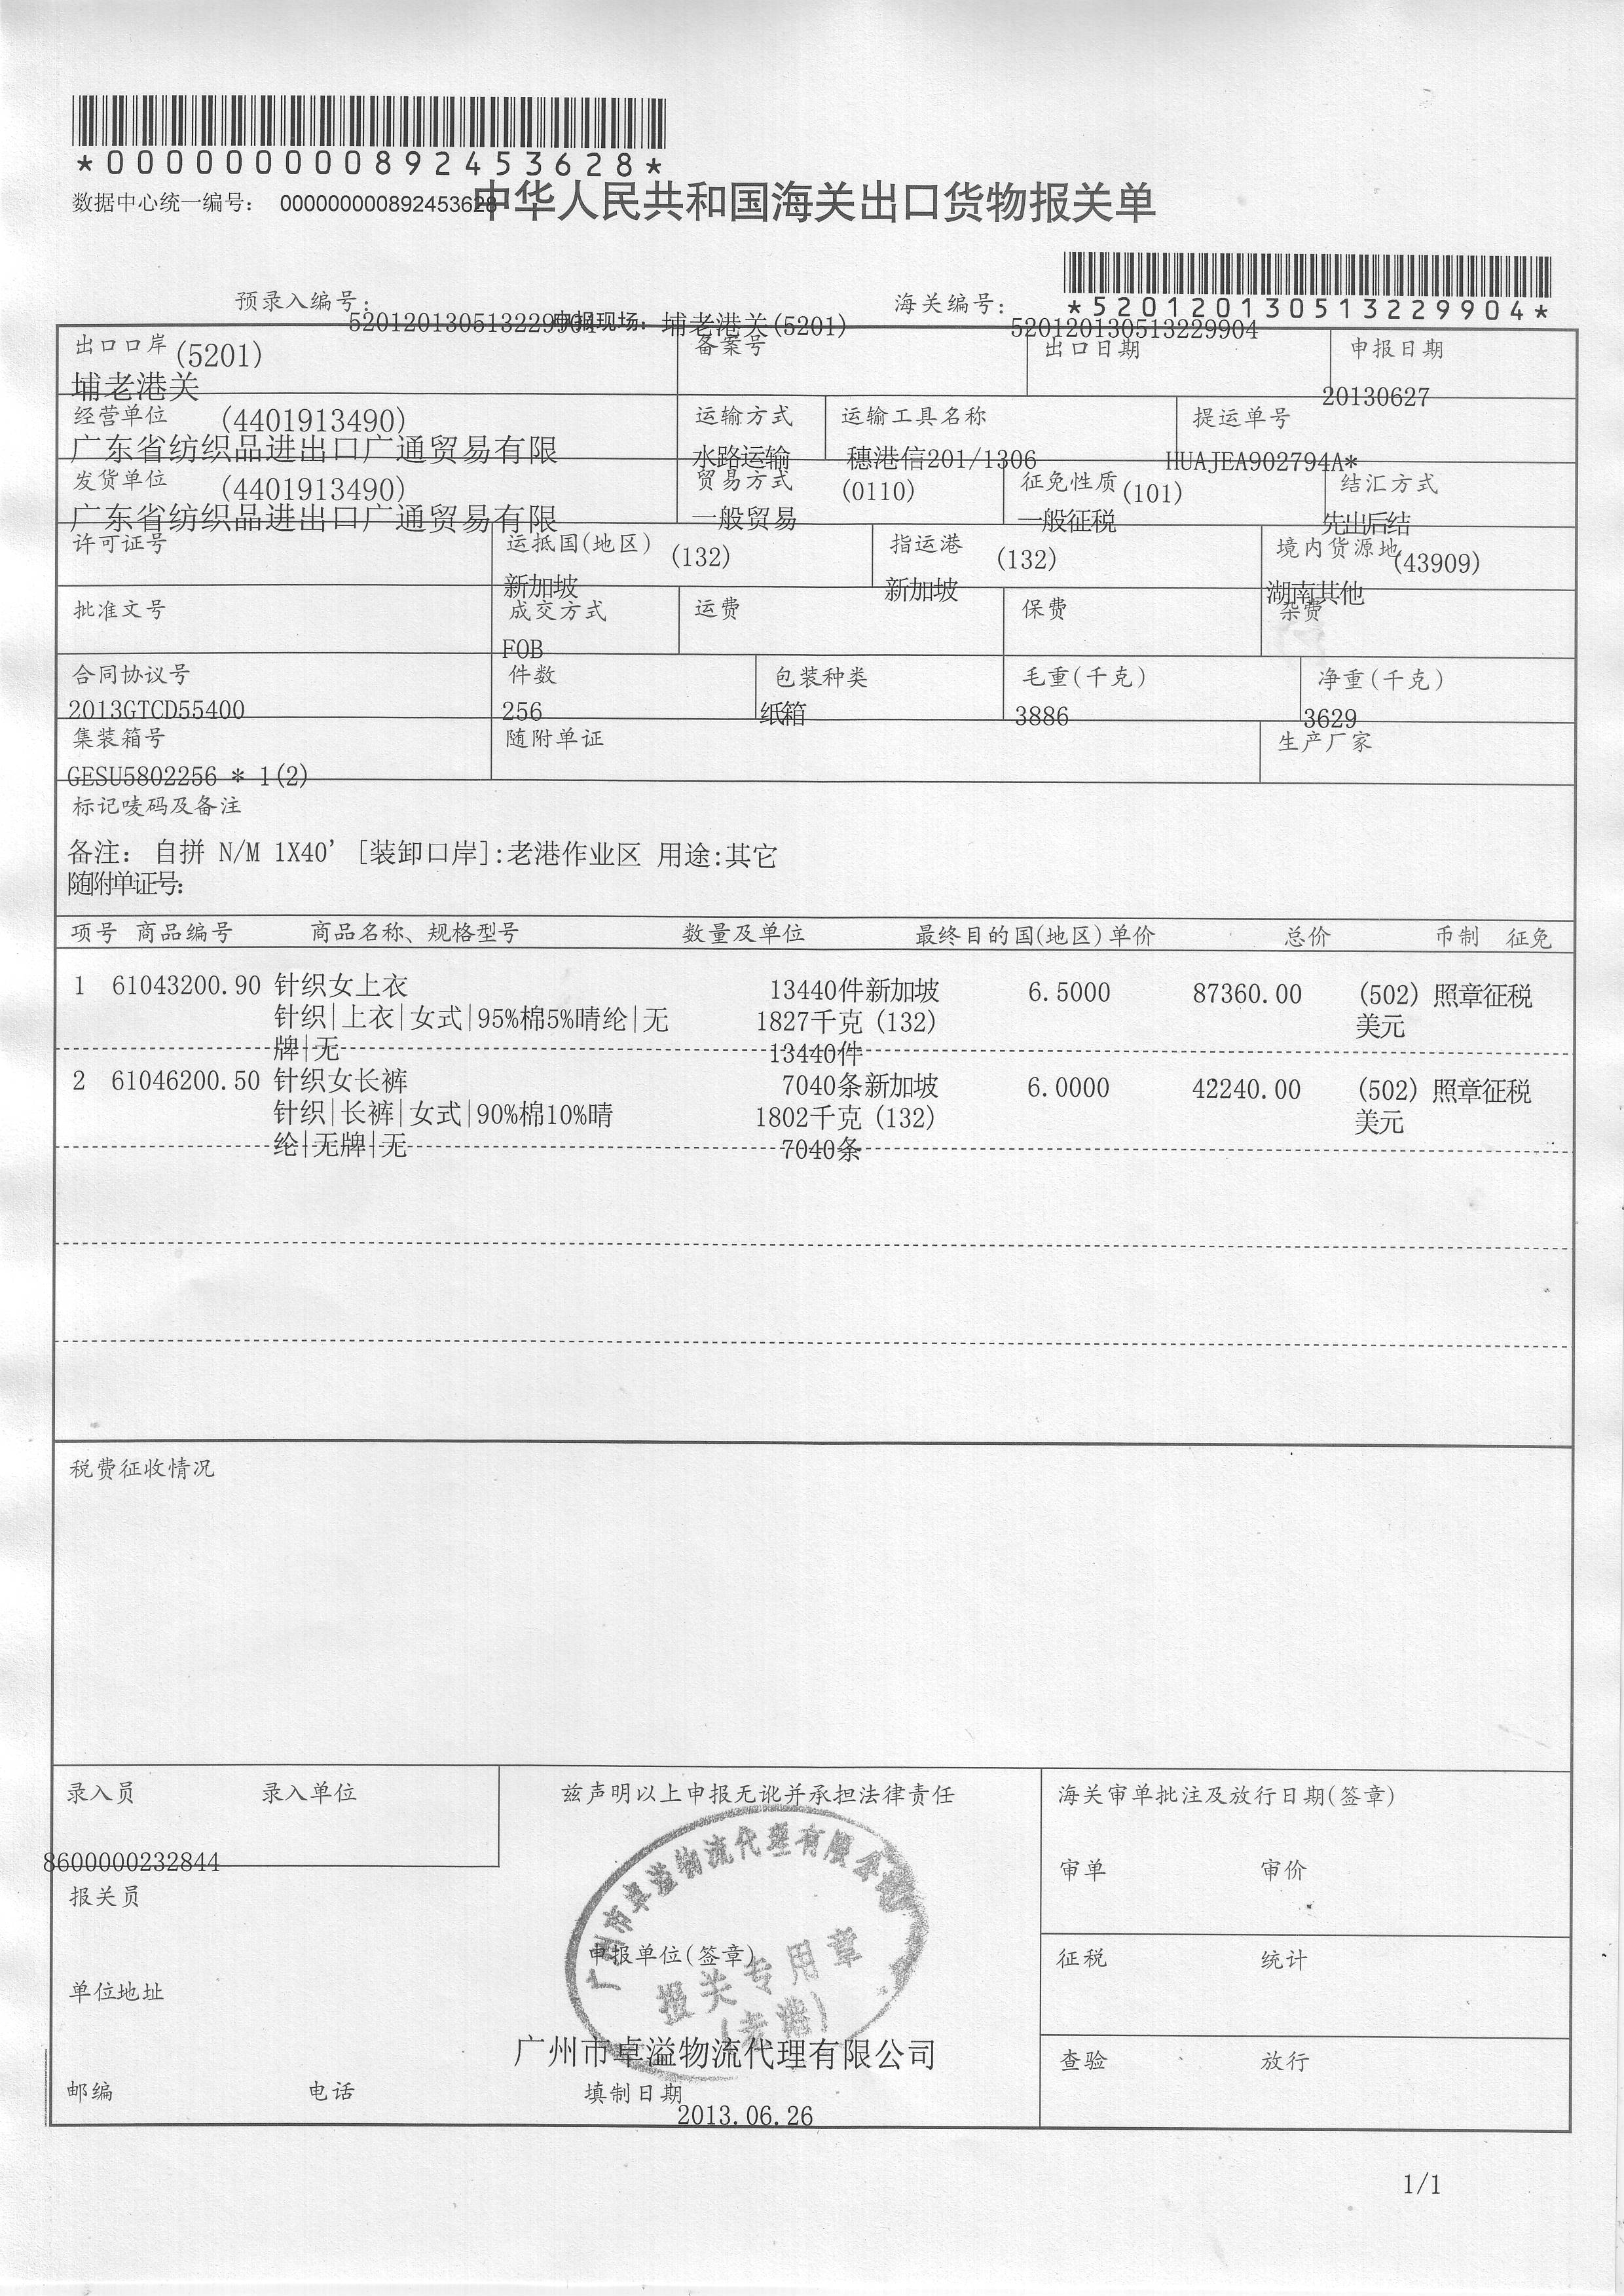 *000000000892453628*
数据中心统一编号: 000000000892453628
中华人民共和国海关出口货物报关单
预录入编号: 520120130513229904
申报现场: 埔老港关(5201)
海关编号: 520120130513229904
*520120130513229904*
出口口岸 (5201)
埔老港关
备案号
出口日期
申报日期
20130627
经营单位 (4401913490)
广东省纺织品进出口广通贸易有限
运输方式
水路运输
运输工具名称
穗港信201/1306
提运单号
HUAJEA902794A*
发货单位 (4401913490)
广东省纺织品进出口广通贸易有限
贸易方式 (0110)
一般贸易
征免性质 (101)
一般征税
结汇方式
先出后结
许可证号
运抵国(地区) (132)
新加坡
指运港 (132)
新加坡
境内货源地 (43909)
湖南其他
批准文号
成交方式
FOB
运费
保费
杂费
合同协议号
2013GTCD55400
件数
256
包装种类
纸箱
毛重(千克)
3886
净重(千克)
3629
集装箱号
GESU5802256 * 1(2)
随附单证
生产厂家
标记唛码及备注
备注: 自拼 N/M 1X40' [装卸口岸]:老港作业区 用途:其它
随附单证号:
项号 商品编号 商品名称、规格型号 数量及单位 最终目的国(地区) 单价 总价 币制 征免
1 61043200.90 针织女上衣 13440件新加坡 6.5000 87360.00 (502) 照章征税
针织|上衣|女式|95%棉5%晴纶|无 1827千克 (132) 美元
牌|无 13440件
2 61046200.50 针织女长裤 7040条新加坡 6.0000 42240.00 (502) 照章征税
针织|长裤|女式|90%棉10%晴 1802千克 (132) 美元
纶|无牌|无 7040条
税费征收情况
录入员 录入单位
8600000232844
兹声明以上申报无讹并承担法律责任
海关审单批注及放行日期(签章)
审单 审价
报关员
申报单位(签章)
广州市卓溢物流代理有限公司
报关专用章
(老港)
征税 统计
单位地址
广州市卓溢物流代理有限公司
查验 放行
邮编 电话 填制日期
2013.06.26
1/1